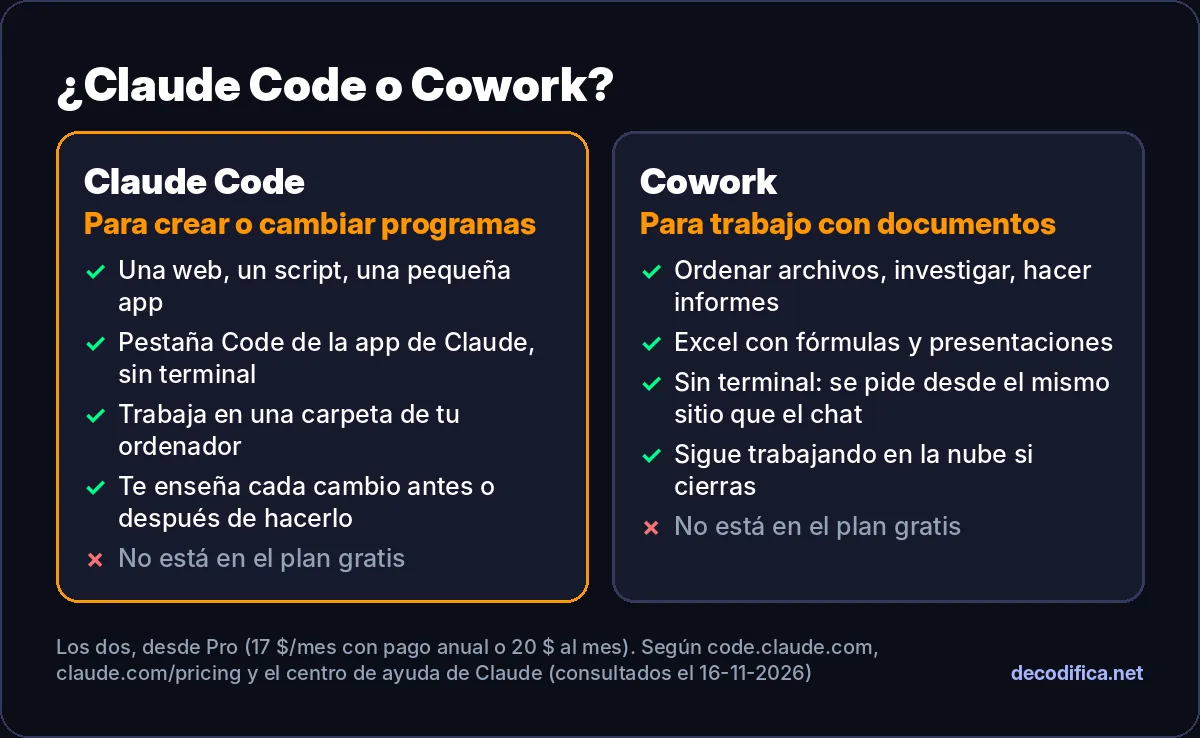 ¿Claude Code o Cowork?
Claude Code
Para crear o cambiar programas
Una web, un script, una pequeña
app
Pestaña Code de la app de Claude,
sin terminal
Trabaja en una carpeta de tu
ordenador
Te enseña cada cambio antes o
después de hacerlo
No está en el plan gratis
Cowork
Para trabajo con documentos
Ordenar archivos, investigar, hacer
informes
Excel con fórmulas y presentaciones
Sin terminal: se pide desde el mismo
sitio que el chat
Sigue trabajando en la nube si
cierras
No está en el plan gratis
Los dos, desde Pro (17 $/mes con pago anual o 20 $ al mes). Según code.claude.com,
claude.com/pricing y el centro de ayuda de Claude (consultados el 16-11-2026)
decodifica.net